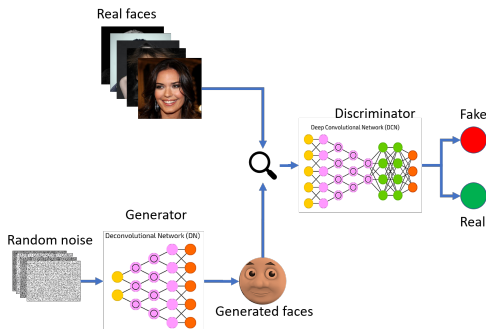 Real faces
Discriminator
Fake
Deep Convolutional Network (DCN)
Real
Generator
Random noise
Deconvolutional Network (DN)
Generated faces